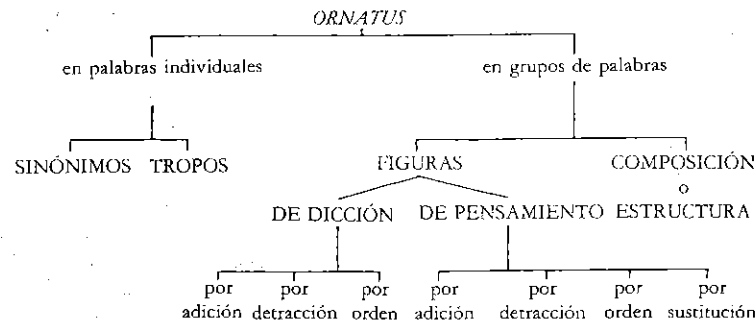 ORNATUS
en palabras individuales en grupos de palabras
SINÓNIMOS TROPOS FIGURAS COMPOSICIÓN
o
DE DICCIÓN DE PENSAMIENTO ESTRUCTURA
por por por por por por por
adición detracción orden adición detracción orden sustitución